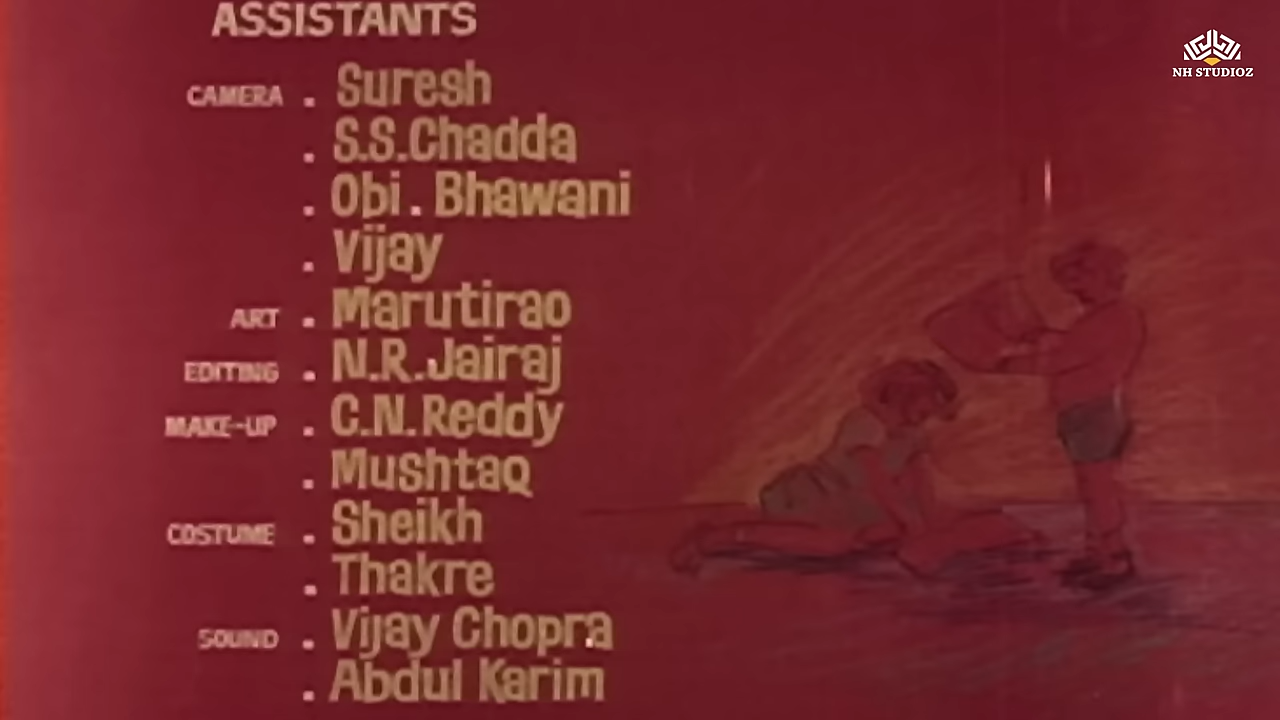 ASSISTANTS
NH STUDIOZ
CAMERA . Suresh
. S.S.Chadda
. Obi . Bhawani
. Vijay
ART . Marutirao
EDITING . N.R.Jairaj
MAKE-UP . C.N.Reddy
. Mushtaq
COSTUME . Sheikh
. Thakre
SOUND . Vijay Chopra
. Abdul Karim